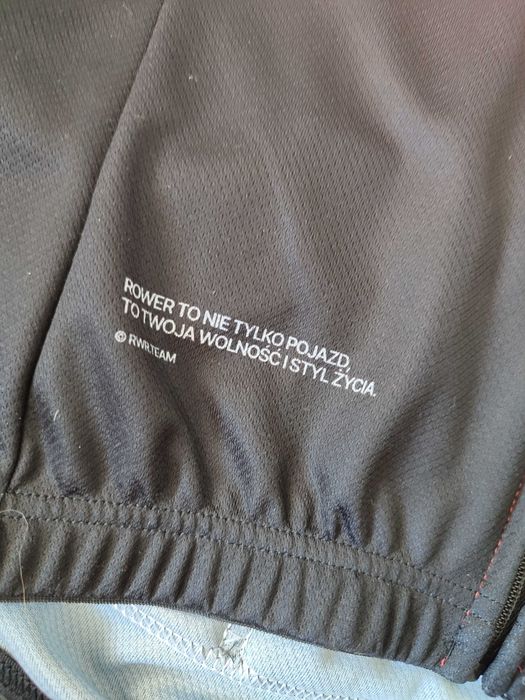 ROWER TO NIE TYLKO POJAZD,
TO TWOJA WOLNOŚĆ I STYL ŻYCIA.
RWR.TEAM